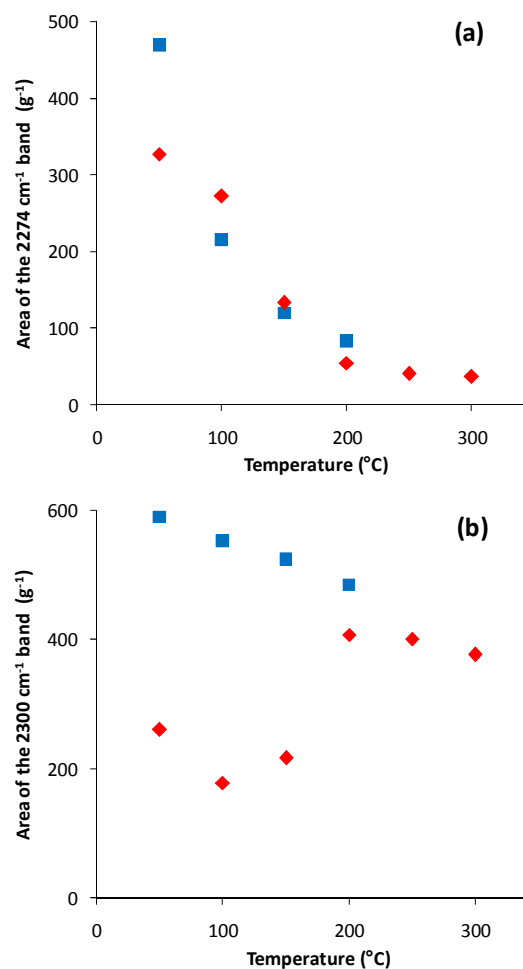 (a)
Area of the 2274 cm⁻¹ band (g⁻¹)
500
400
300
200
100
0
0 100 200 300
Temperature (°C)
(b)
Area of the 2300 cm⁻¹ band (g⁻¹)
600
400
200
0
0 100 200 300
Temperature (°C)